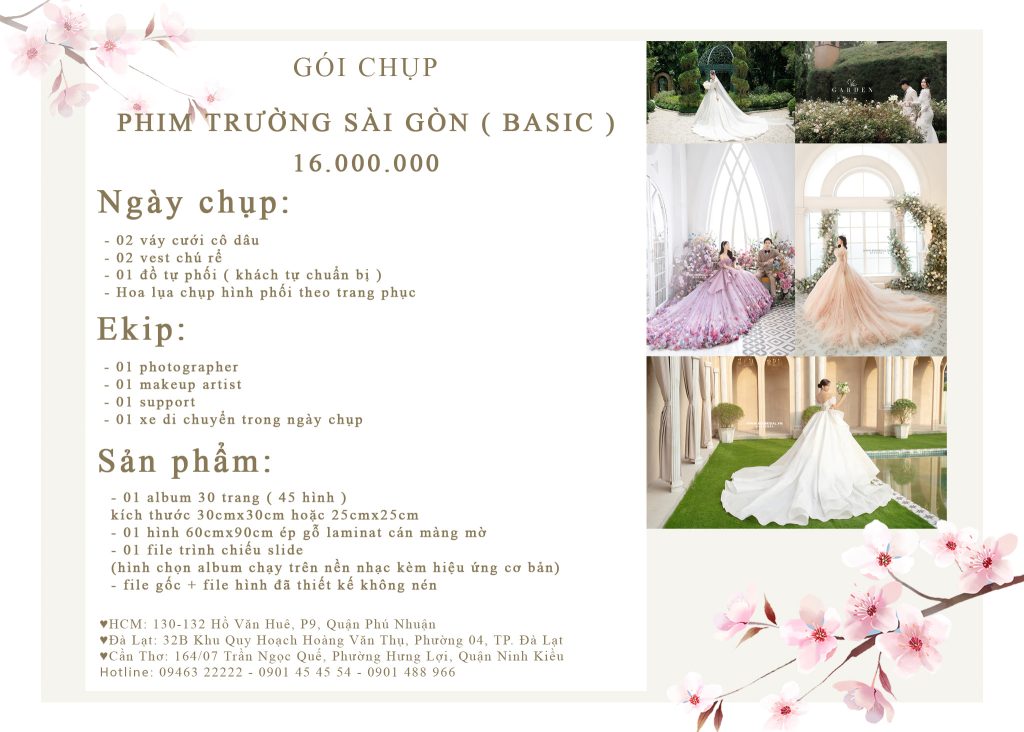 GÓI CHỤP
PHIM TRƯỜNG SÀI GÒN ( BASIC )
16.000.000
Ngày chụp:
- 02 váy cưới cô dâu
- 02 vest chú rể
- 01 đồ tự phối ( khách tự chuẩn bị )
- Hoa lụa chụp hình phối theo trang phục
Ekip:
- 01 photographer
- 01 makeup artist
- 01 support
- 01 xe di chuyển trong ngày chụp
Sản phẩm:
- 01 album 30 trang ( 45 hình )
kích thước 30cmx30cm hoặc 25cmx25cm
- 01 hình 60cmx90cm ép gỗ laminat cán màng mờ
- 01 file trình chiếu slide
(hình chọn album chạy trên nền nhạc kèm hiệu ứng cơ bản)
- file gốc + file hình đã thiết kế không nén
♥HCM: 130-132 Hồ Văn Huê, P9, Quận Phú Nhuận
♥Đà Lạt: 32B Khu Quy Hoạch Hoàng Văn Thụ, Phường 04, TP. Đà Lạt
♥Cần Thơ: 164/07 Trần Ngọc Quế, Phường Hưng Lợi, Quận Ninh Kiều
Hotline: 09463 22222 - 0901 45 45 54 - 0901 488 966
The
GARDEN